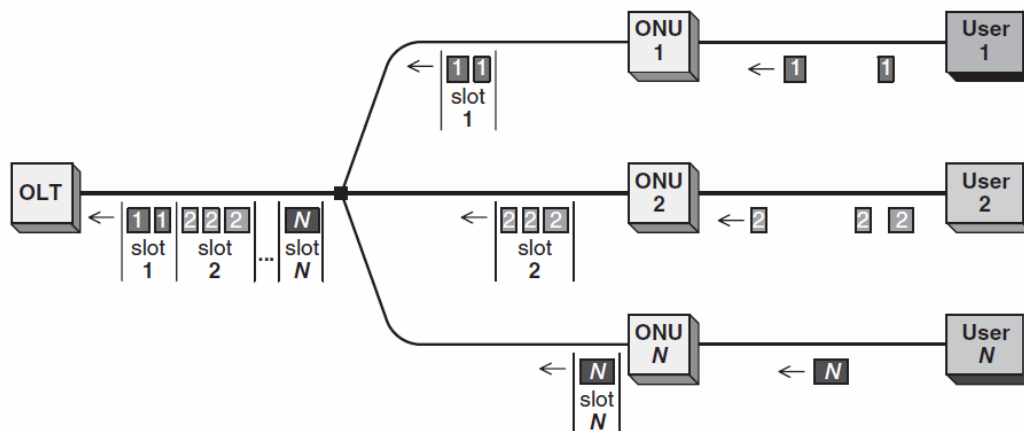 ONU
1
User
1
1 1
slot
1
1
1
OLT
ONU
2
User
2
1 1 2 2 2 ... N
slot slot slot
1 2 N
2 2 2
slot
2
2
2 2
ONU
N
User
N
N
slot
N
N